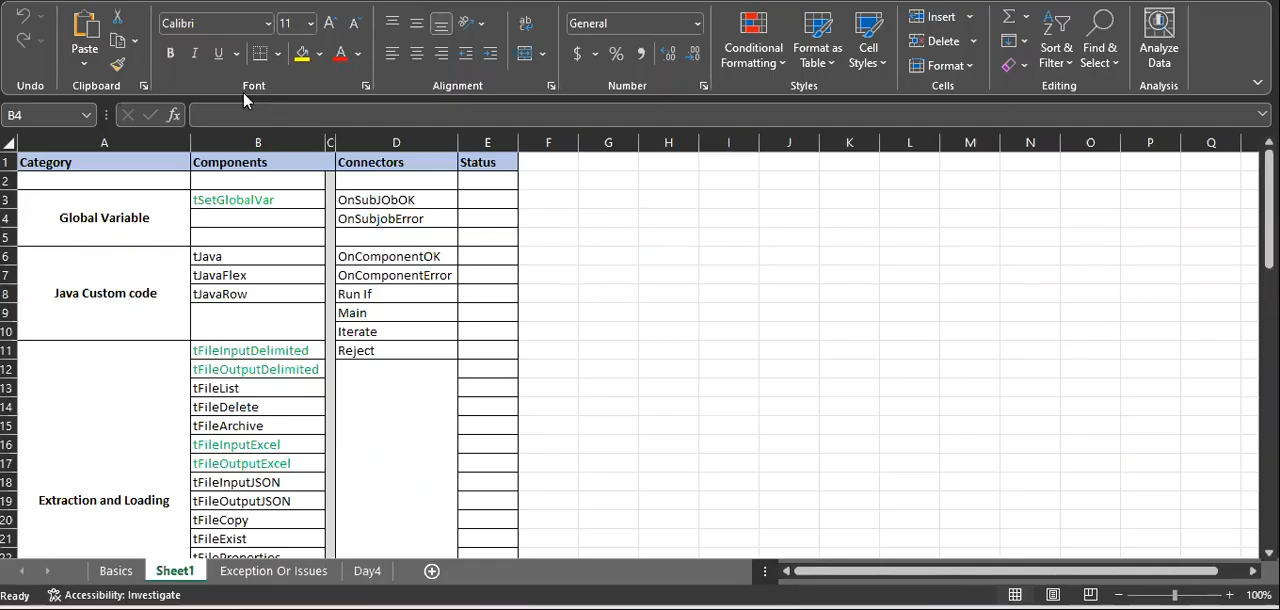 Calibri 11 General
Paste
Conditional Formatting
Format as Table
Cell Styles
Insert
Delete
Format
Sort & Filter
Find & Select
Analyze Data
Undo Clipboard Font Alignment Number Styles Cells Editing Analysis
B4 fx
A B C D E F G H I J K L M N O P Q
1 Category Components Connectors Status
2
3 tSetGlobalVar OnSubJObOK
4 Global Variable OnSubjobError
5
6 tJava OnComponentOK
7 tJavaFlex OnComponentError
8 Java Custom code tJavaRow Run If
9 Main
10 Iterate
11 tFileInputDelimited Reject
12 tFileOutputDelimited
13 tFileList
14 tFileDelete
15 tFileArchive
16 tFileInputExcel
17 tFileOutputExcel
18 tFileInputJSON
19 Extraction and Loading tFileOutputJSON
20 tFileCopy
21 tFileExist
22 tFileProperties
Basics Sheet1 Exception Or Issues Day4
Ready Accessibility: Investigate 100%